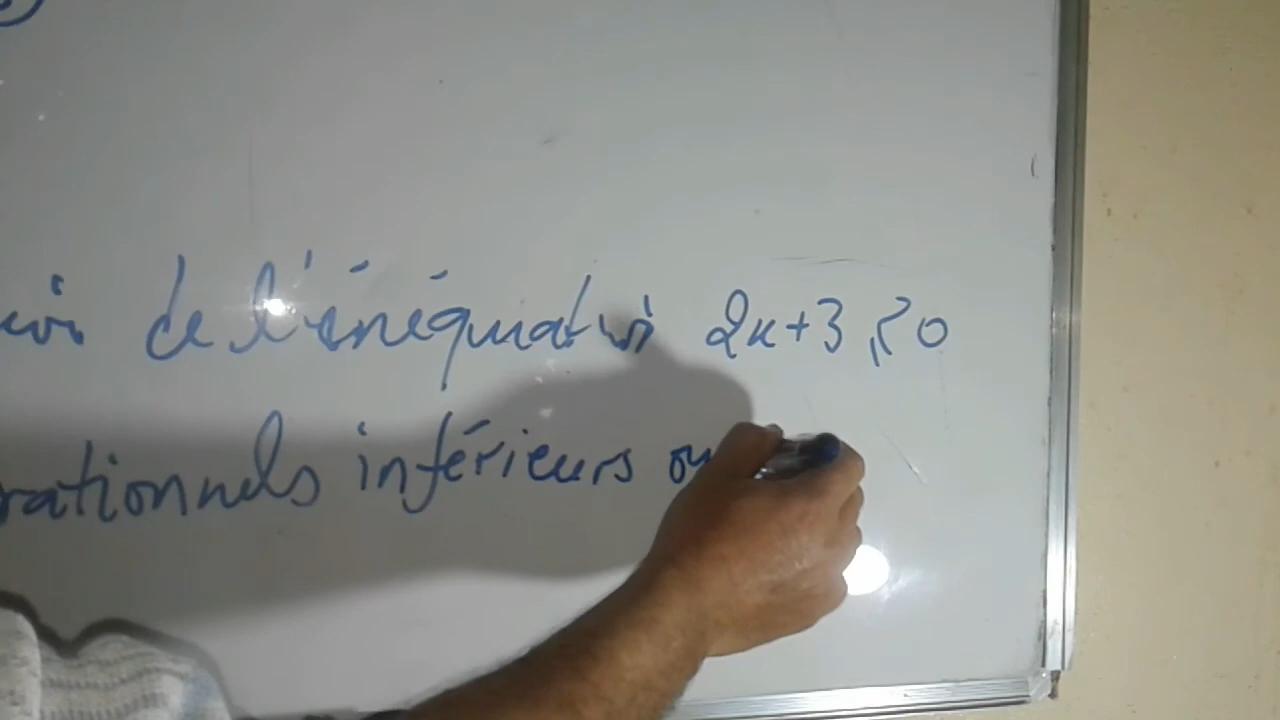 de l'inéquation 2x+3 ⩽ 0
rationnels inférieurs ou